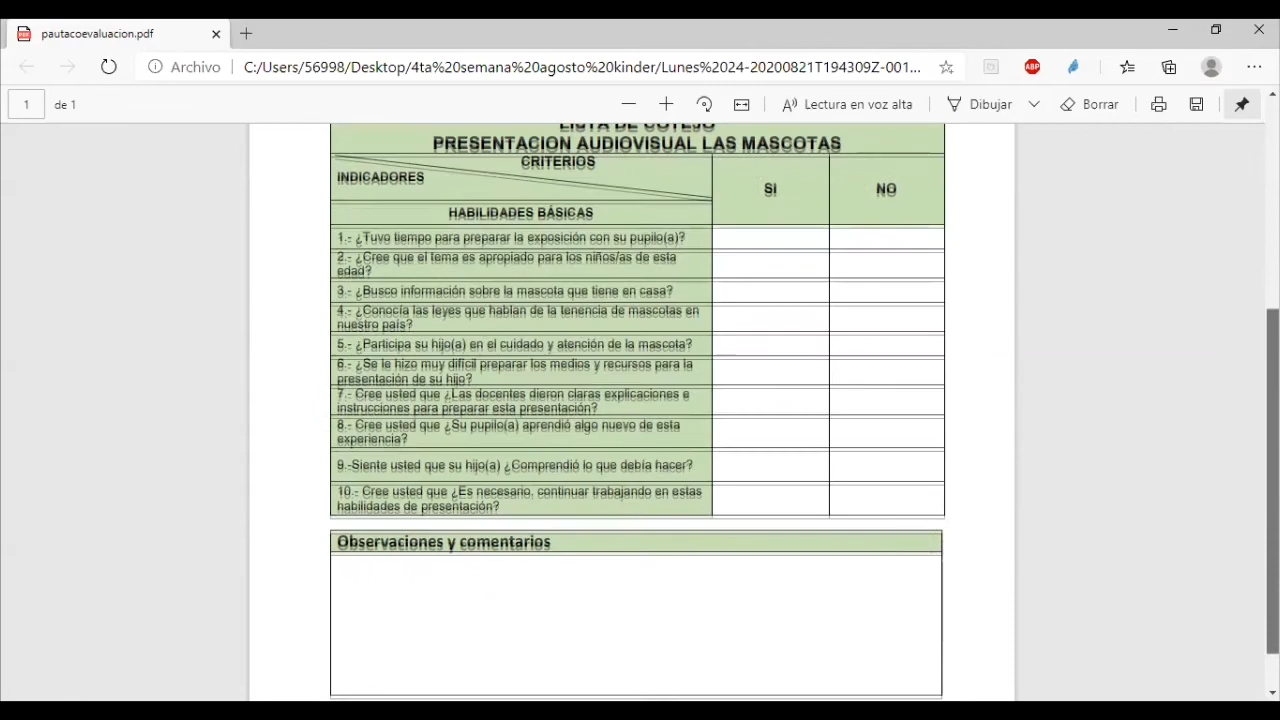 pautacoevaluacion.pdf
Archivo C:/Users/56998/Desktop/4ta%20semana%20agosto%20kinder/Lunes%2024-20200821T194309Z-001... ABP
1 de 1 Lectura en voz alta Dibujar Borrar
LISTA DE COTEJO
PRESENTACION AUDIOVISUAL LAS MASCOTAS
CRITERIOS
INDICADORES SI NO
HABILIDADES BÁSICAS
1.- ¿Tuvo tiempo para preparar la exposición con su pupilo(a)?
2.- ¿Cree que el tema es apropiado para los niños/as de esta
edad?
3.- ¿Busco información sobre la mascota que tiene en casa?
4.- ¿Conocía las leyes que hablan de la tenencia de mascotas en
nuestro país?
5.- ¿Participa su hijo(a) en el cuidado y atención de la mascota?
6.- ¿Se le hizo muy difícil preparar los medios y recursos para la
presentación de su hijo?
7.- Cree usted que ¿Las docentes dieron claras explicaciones e
instrucciones para preparar esta presentación?
8.- Cree usted que ¿Su pupilo(a) aprendió algo nuevo de esta
experiencia?
9.-Siente usted que su hijo(a) ¿Comprendió lo que debía hacer?
10.- Cree usted que ¿Es necesario, continuar trabajando en estas
habilidades de presentación?
Observaciones y comentarios